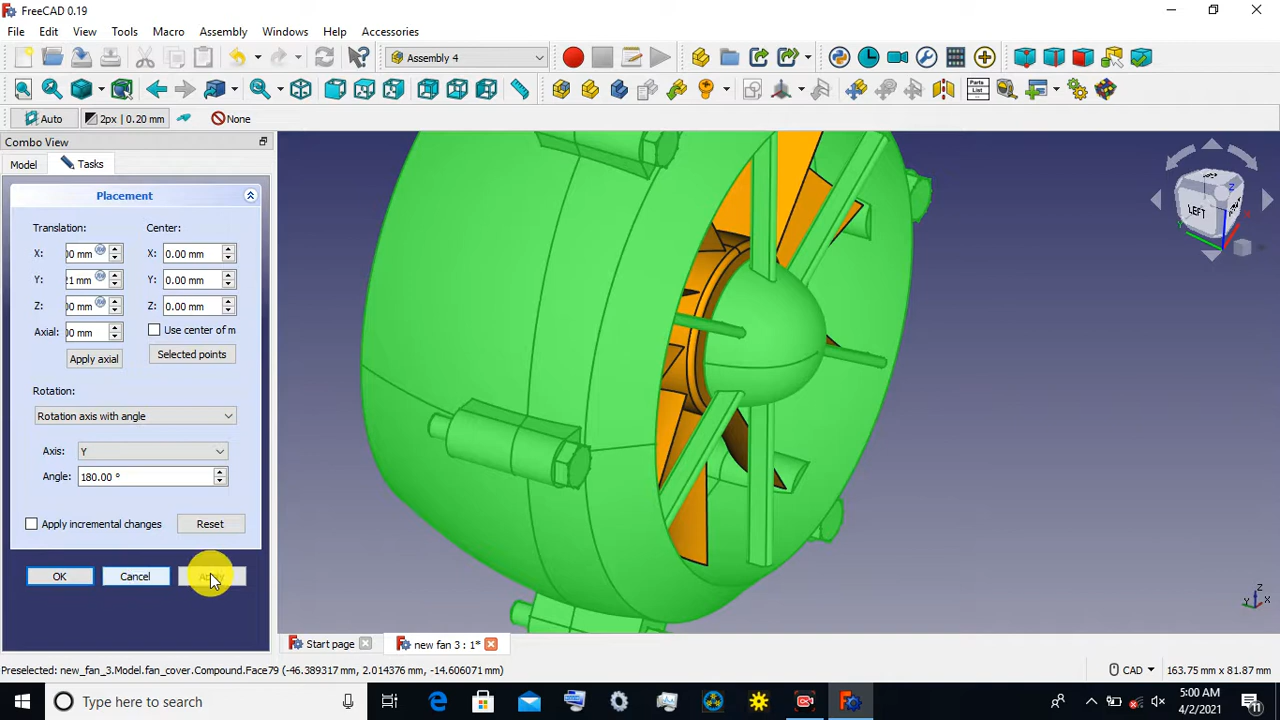 FreeCAD 0.19
File Edit View Tools Macro Assembly Windows Help Accessories
Assembly 4
Parts List
Auto 2px | 0.20 mm None
Combo View
Model Tasks
Placement
Translation: Center:
X: )0 mm X: 0.00 mm
Y: .1 mm Y: 0.00 mm
Z: )0 mm Z: 0.00 mm
Axial: )0 mm Use center of m
Apply axial Selected points
Rotation:
Rotation axis with angle
Axis: Y
Angle: 180.00 °
Apply incremental changes Reset
OK Cancel
LEFT
Z
Z
Y X
Start page new fan 3 : 1*
Preselected: new_fan_3.Model.fan_cover.Compound.Face79 (-46.389317 mm, 2.014376 mm, -14.606071 mm)
CAD 163.75 mm x 81.87 mm
Type here to search
5:00 AM
4/2/2021